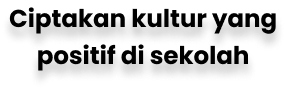 Ciptakan kultur yang
positif di sekolah